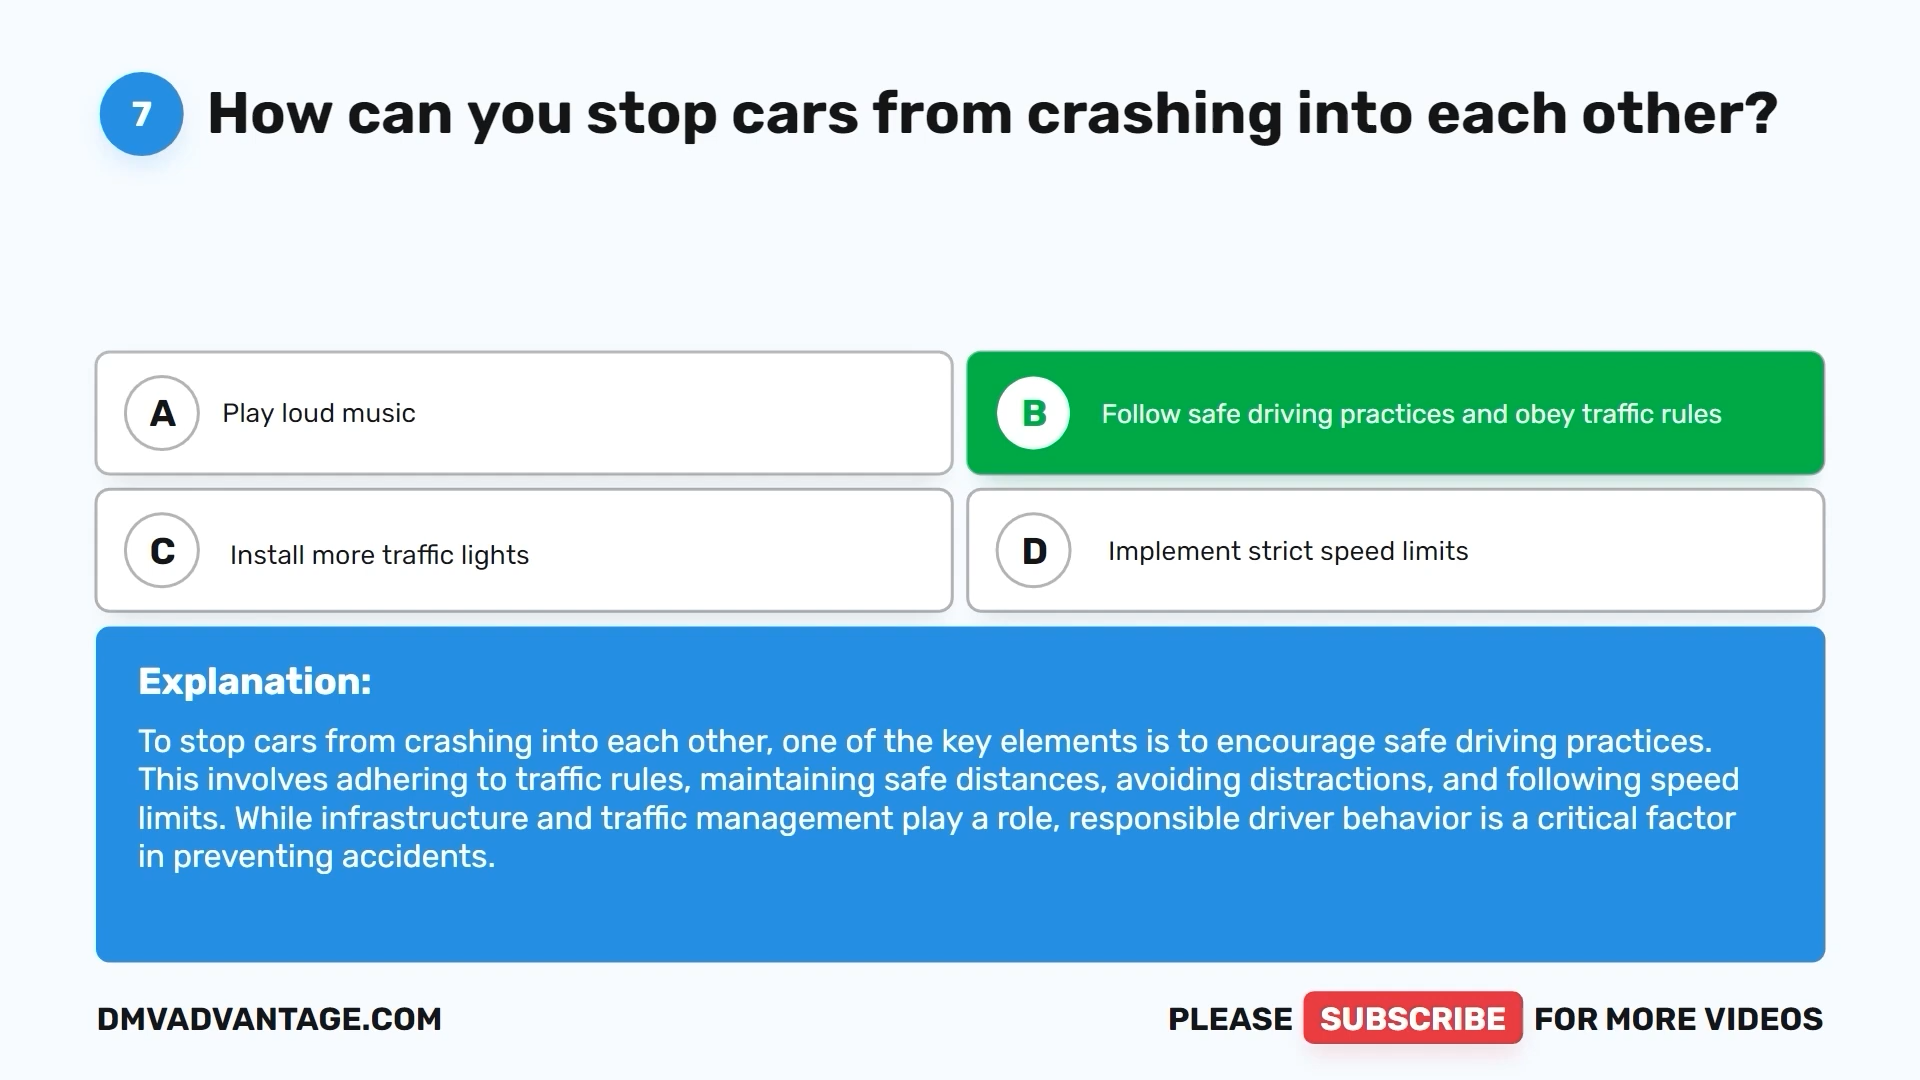 7
How can you stop cars from crashing into each other?
A
Play loud music
B
Follow safe driving practices and obey traffic rules
C
Install more traffic lights
D
Implement strict speed limits
Explanation:
To stop cars from crashing into each other, one of the key elements is to encourage safe driving practices.
This involves adhering to traffic rules, maintaining safe distances, avoiding distractions, and following speed
limits. While infrastructure and traffic management play a role, responsible driver behavior is a critical factor
in preventing accidents.
DMVADVANTAGE.COM
PLEASE SUBSCRIBE FOR MORE VIDEOS